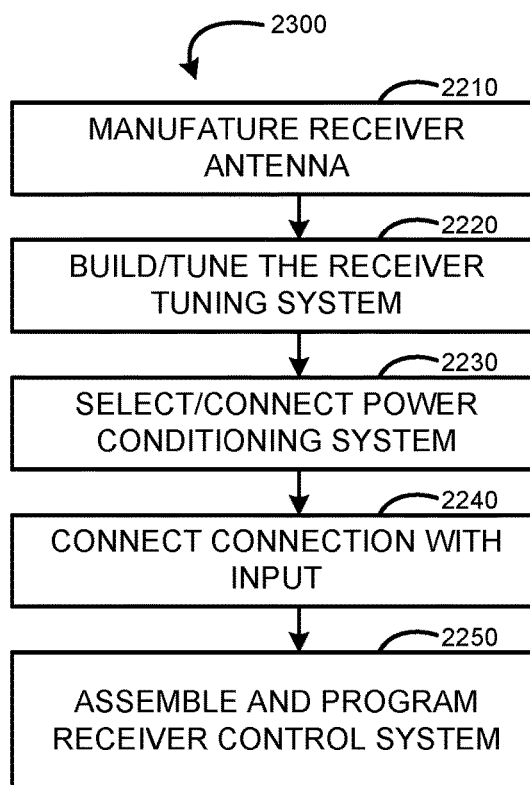 2300
2210
MANUFATURE RECEIVER
ANTENNA
2220
BUILD/TUNE THE RECEIVER
TUNING SYSTEM
2230
SELECT/CONNECT POWER
CONDITIONING SYSTEM
2240
CONNECT CONNECTION WITH
INPUT
2250
ASSEMBLE AND PROGRAM
RECEIVER CONTROL SYSTEM